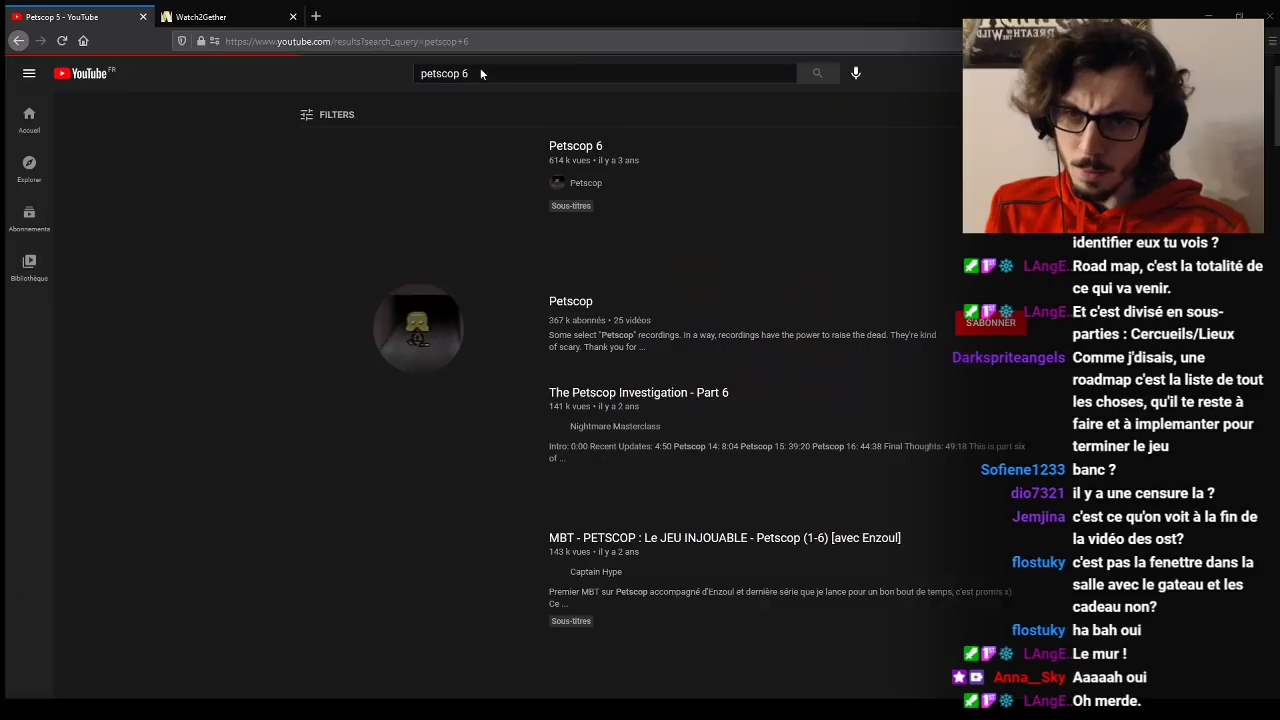 Petscop 5 - YouTube
Watch2Gether
https://www.youtube.com/results?search_query=petscop+6
YouTube FR
petscop 6
Accueil
Explorer
Abonnements
Bibliothèque
FILTERS
Petscop 6
614 k vues • il y a 3 ans
Petscop
Sous-titres
Petscop
367 k abonnés • 25 vidéos
Some select "Petscop" recordings. In a way, recordings have the power to raise the dead. They're kind
of scary. Thank you for ...
S'ABONNER
The Petscop Investigation - Part 6
141 k vues • il y a 2 ans
Nightmare Masterclass
Intro: 0:00 Recent Updates: 4:50 Petscop 14: 8:04 Petscop 15: 39:20 Petscop 16: 44:38 Final Thoughts: 49:18 This is part six
of ...
MBT - PETSCOP : Le JEU INJOUABLE - Petscop (1-6) [avec Enzoul]
143 k vues • il y a 2 ans
Captain Hype
Premier MBT sur Petscop accompagné d'Enzoul et dernière série que je lance pour un bon bout de temps, c'est promis x)
Ce ...
Sous-titres
BREATH OF THE WILD
identifier eux tu vois ?
LAngE... Road map, c'est la totalité de
ce qui va venir.
LAngE... Et c'est divisé en sous-
parties : Cercueils/Lieux
Darkspriteangels Comme j'disais, une
roadmap c'est la liste de tout
les choses, qu'il te reste à
faire et à implemanter pour
terminer le jeu
Sofiene1233 banc ?
dio7321 il y a une censure la ?
Jemjina c'est ce qu'on voit à la fin de
la vidéo des ost?
flostuky c'est pas la fenettre dans la
salle avec le gateau et les
cadeau non?
flostuky ha bah oui
LAngE... Le mur !
Anna__Sky Aaaaah oui
LAngE... Oh merde.